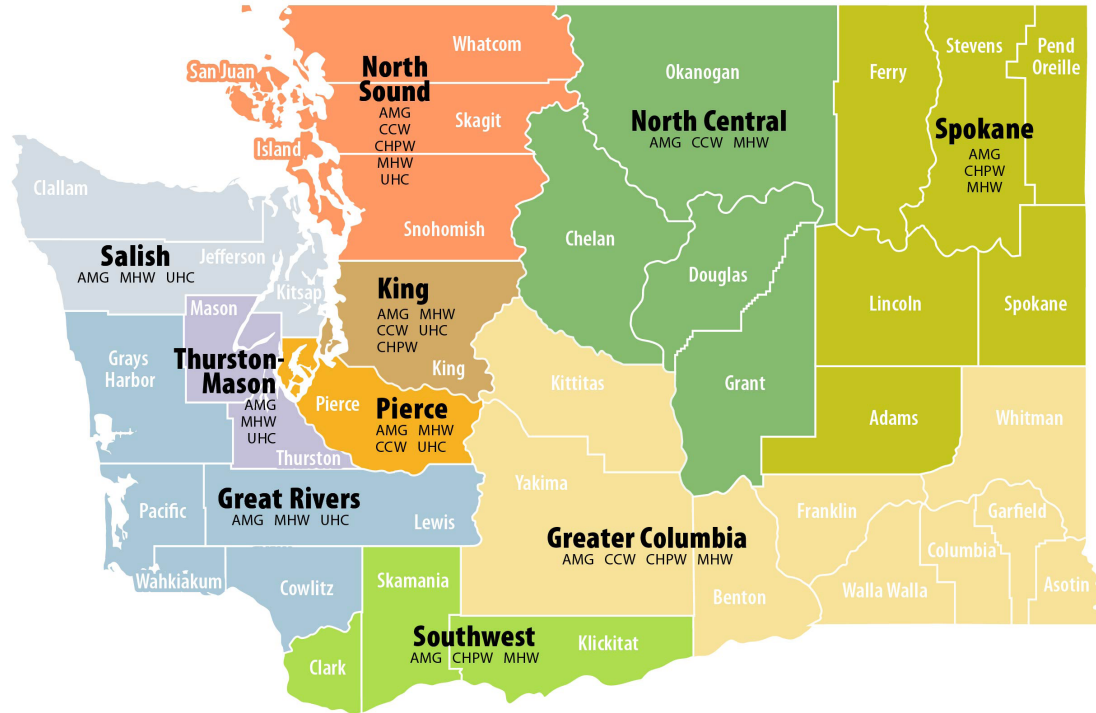 Whatcom
San Juan
North
Sound
AMG
CCW
CHPW
MHW
UHC
Skagit
Island
Snohomish
Okanogan
North Central
AMG CCW MHW
Chelan
Douglas
Grant
Ferry
Stevens
Pend
Oreille
Spokane
AMG
CHPW
MHW
Lincoln
Spokane
Adams
Clallam
Salish
AMG MHW UHC
Jefferson
Kitsap
King
AMG MHW
CCW UHC
CHPW
King
Mason
Thurston-
Mason
AMG
MHW
UHC
Thurston
Grays
Harbor
Pierce
Pierce
AMG MHW
CCW UHC
Great Rivers
AMG MHW UHC
Pacific
Lewis
Wahkiakum
Cowlitz
Kittitas
Yakima
Greater Columbia
AMG CCW CHPW MHW
Benton
Franklin
Whitman
Garfield
Columbia
Walla Walla
Asotin
Skamania
Southwest
AMG CHPW MHW
Klickitat
Clark